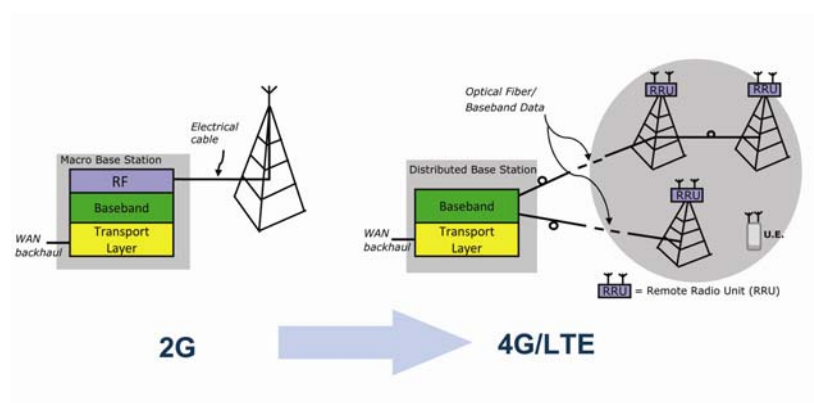 Electrical
cable
Macro Base Station
RF
Baseband
Transport
Layer
WAN
backhaul
2G
Optical Fiber/
Baseband Data
Distributed Base Station
Baseband
Transport
Layer
WAN
backhaul
RRU
RRU
RRU
U.E.
RRU = Remote Radio Unit (RRU)
4G/LTE